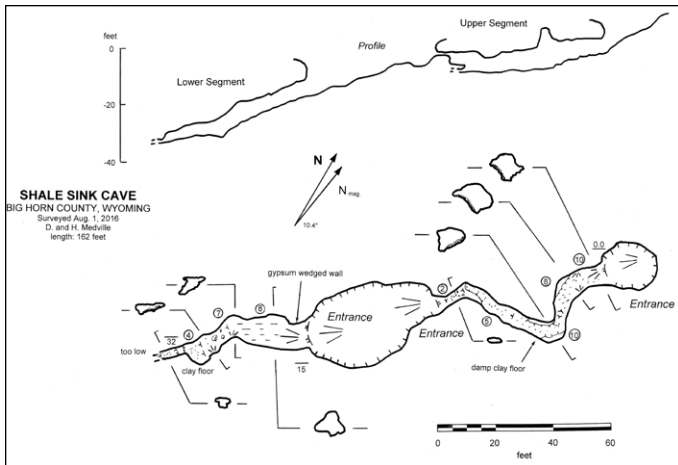 feet
0
-20
-40
Profile
Upper Segment
Lower Segment
SHALE SINK CAVE
BIG HORN COUNTY, WYOMING
Surveyed Aug. 1, 2016
D. and H. Medville
length: 162 feet
N
N mag.
10.4°
gypsum wedged wall
Entrance
Entrance
Entrance
0.0
10
8
10
2
5
6
7
4
32
15
too low
clay floor
damp clay floor
0 20 40 60
feet